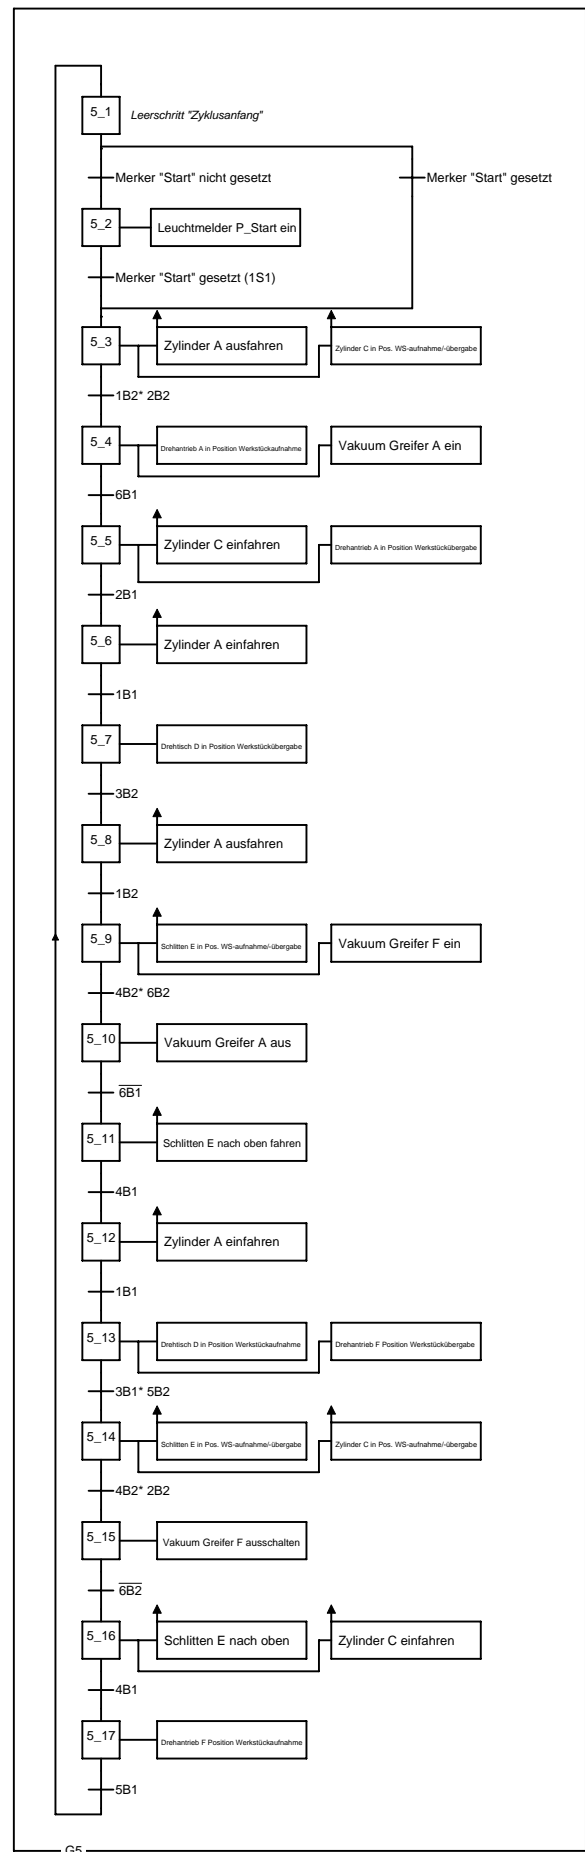 5_1
Leerschritt "Zyklusanfang"
Merker "Start" nicht gesetzt
Merker "Start" gesetzt
5_2
Leuchtmelder P_Start ein
Merker "Start" gesetzt (1S1)
5_3
Zylinder A ausfahren
Zylinder C in Pos. WS-aufnahme/-übergabe
1B2* 2B2
5_4
Drehantrieb A in Position Werkstückaufnahme
Vakuum Greifer A ein
6B1
5_5
Zylinder C einfahren
Drehantrieb A in Position Werkstückübergabe
2B1
5_6
Zylinder A einfahren
1B1
5_7
Drehtisch D in Position Werkstückübergabe
3B2
5_8
Zylinder A ausfahren
1B2
5_9
Schlitten E in Pos. WS-aufnahme/-übergabe
Vakuum Greifer F ein
4B2* 6B2
5_10
Vakuum Greifer A aus
6B1
5_11
Schlitten E nach oben fahren
4B1
5_12
Zylinder A einfahren
1B1
5_13
Drehtisch D in Position Werkstückaufnahme
Drehantrieb F Position Werkstückübergabe
3B1* 5B2
5_14
Schlitten E in Pos. WS-aufnahme/-übergabe
Zylinder C in Pos. WS-aufnahme/-übergabe
4B2* 2B2
5_15
Vakuum Greifer F ausschalten
6B2
5_16
Schlitten E nach oben
Zylinder C einfahren
4B1
5_17
Drehantrieb F Position Werkstückaufnahme
5B1
G5